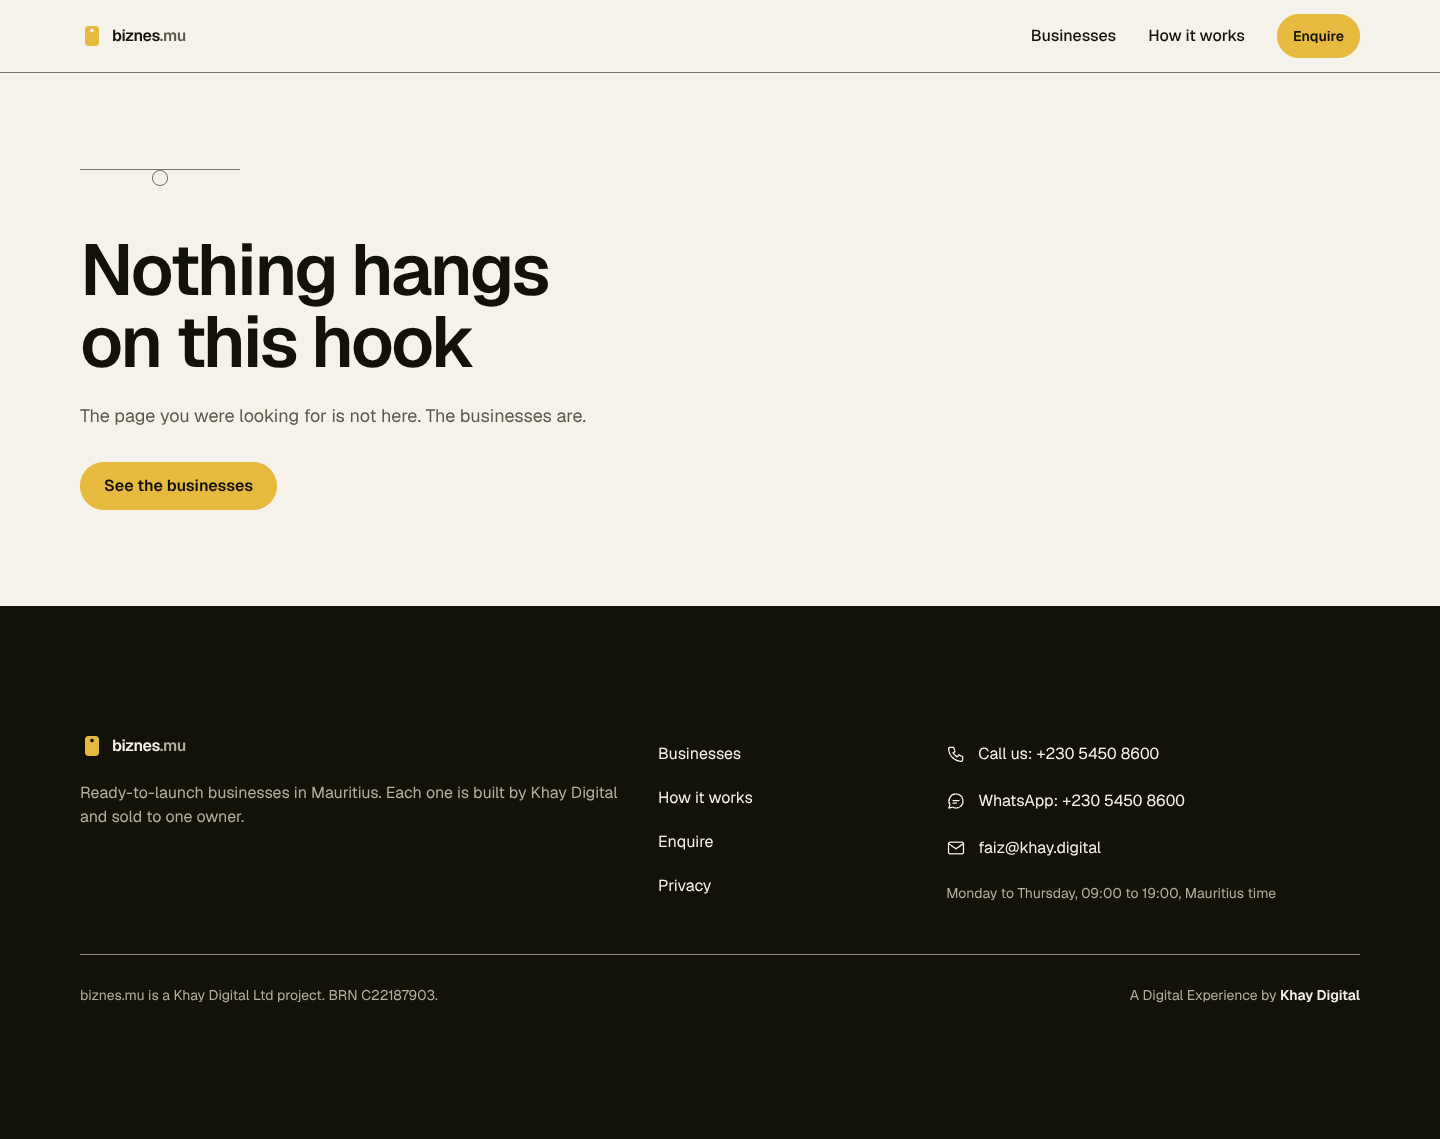 biznes.mu
Businesses
How it works
Enquire
Nothing hangs
on this hook
The page you were looking for is not here. The businesses are.
See the businesses
biznes.mu
Ready-to-launch businesses in Mauritius. Each one is built by Khay Digital
and sold to one owner.
Businesses
How it works
Enquire
Privacy
Call us: +230 5450 8600
WhatsApp: +230 5450 8600
faiz@khay.digital
Monday to Thursday, 09:00 to 19:00, Mauritius time
biznes.mu is a Khay Digital Ltd project. BRN C22187903.
A Digital Experience by Khay Digital